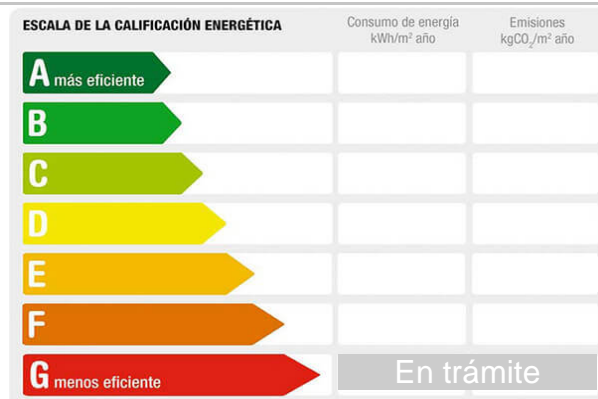 ESCALA DE LA CALIFICACIÓN ENERGÉTICA
Consumo de energía
kWh/m² año
Emisiones
kgCO₂/m² año
A más eficiente
B
C
D
E
F
G menos eficiente
En trámite